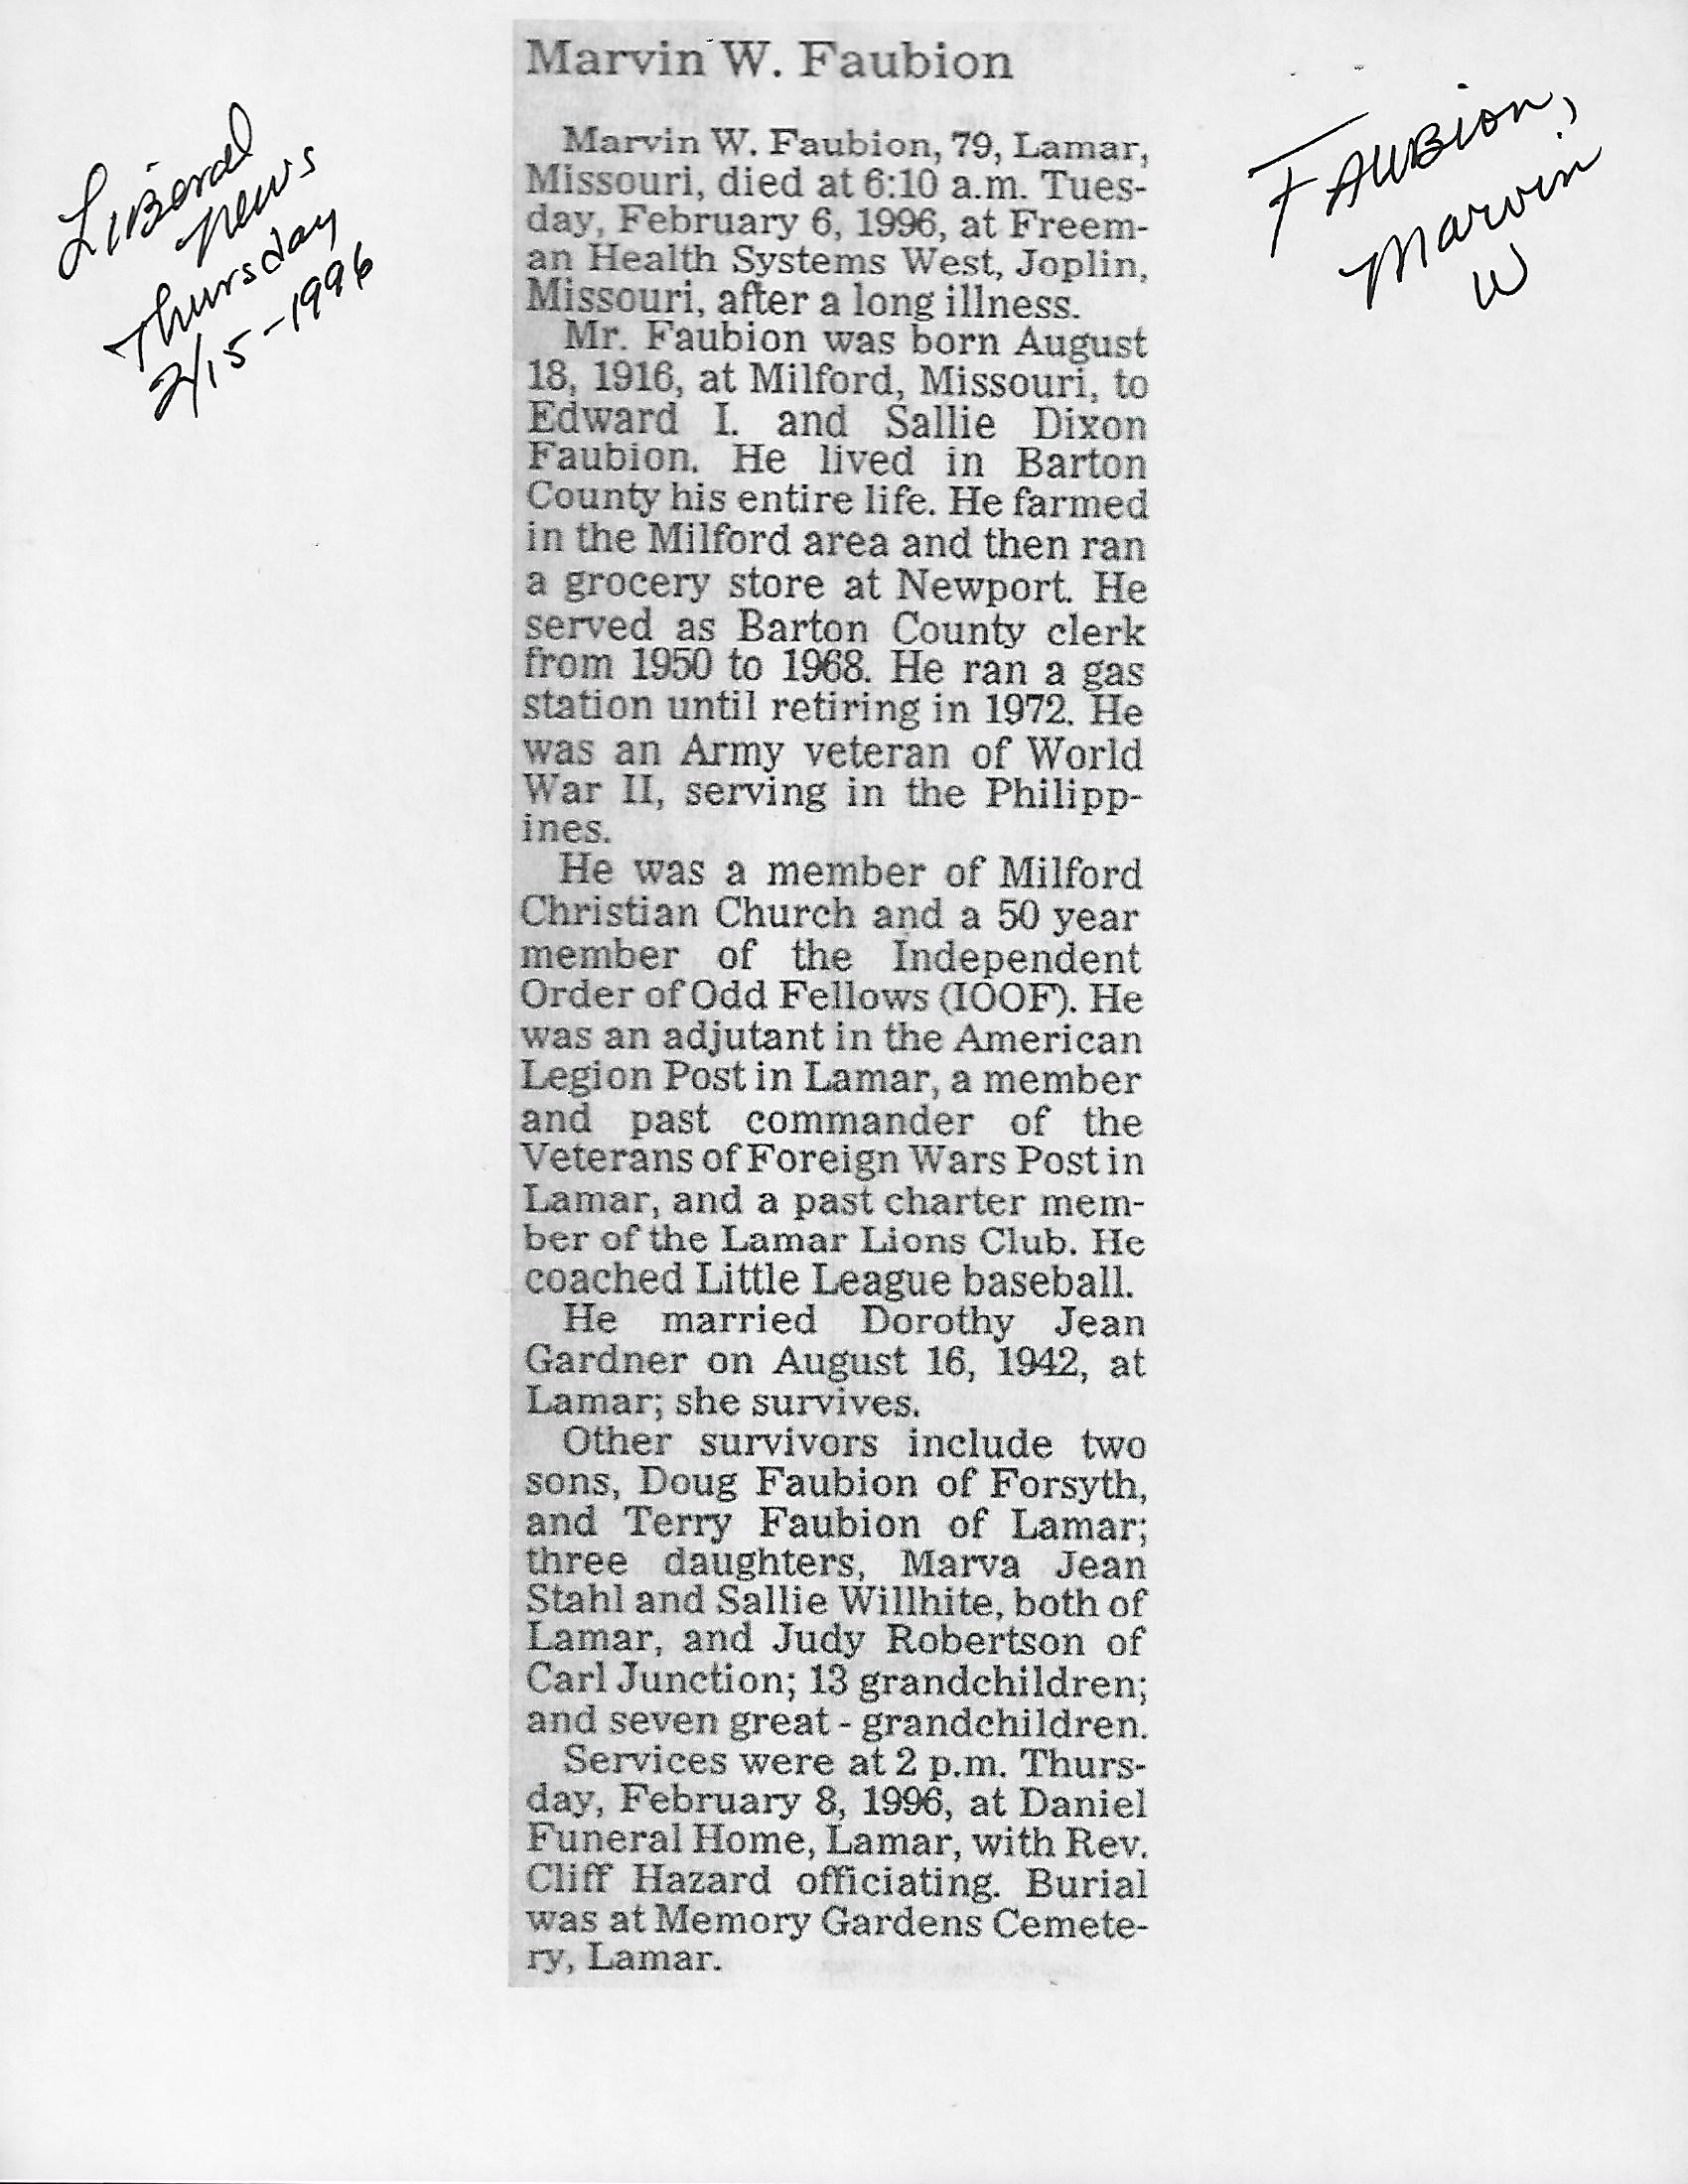 Liberal
News
Thursday
2/15-1996
Faubion,
Marvin
W
Marvin W. Faubion
Marvin W. Faubion, 79, Lamar,
Missouri, died at 6:10 a.m. Tues-
day, February 6, 1996, at Freem-
an Health Systems West, Joplin,
Missouri, after a long illness.
Mr. Faubion was born August
18, 1916, at Milford, Missouri, to
Edward I. and Sallie Dixon
Faubion. He lived in Barton
County his entire life. He farmed
in the Milford area and then ran
a grocery store at Newport. He
served as Barton County clerk
from 1950 to 1968. He ran a gas
station until retiring in 1972. He
was an Army veteran of World
War II, serving in the Philipp-
ines.
He was a member of Milford
Christian Church and a 50 year
member of the Independent
Order of Odd Fellows (IOOF). He
was an adjutant in the American
Legion Post in Lamar, a member
and past commander of the
Veterans of Foreign Wars Post in
Lamar, and a past charter mem-
ber of the Lamar Lions Club. He
coached Little League baseball.
He married Dorothy Jean
Gardner on August 16, 1942, at
Lamar; she survives.
Other survivors include two
sons, Doug Faubion of Forsyth,
and Terry Faubion of Lamar;
three daughters, Marva Jean
Stahl and Sallie Willhite, both of
Lamar, and Judy Robertson of
Carl Junction; 13 grandchildren;
and seven great - grandchildren.
Services were at 2 p.m. Thurs-
day, February 8, 1996, at Daniel
Funeral Home, Lamar, with Rev.
Cliff Hazard officiating. Burial
was at Memory Gardens Cemete-
ry, Lamar.